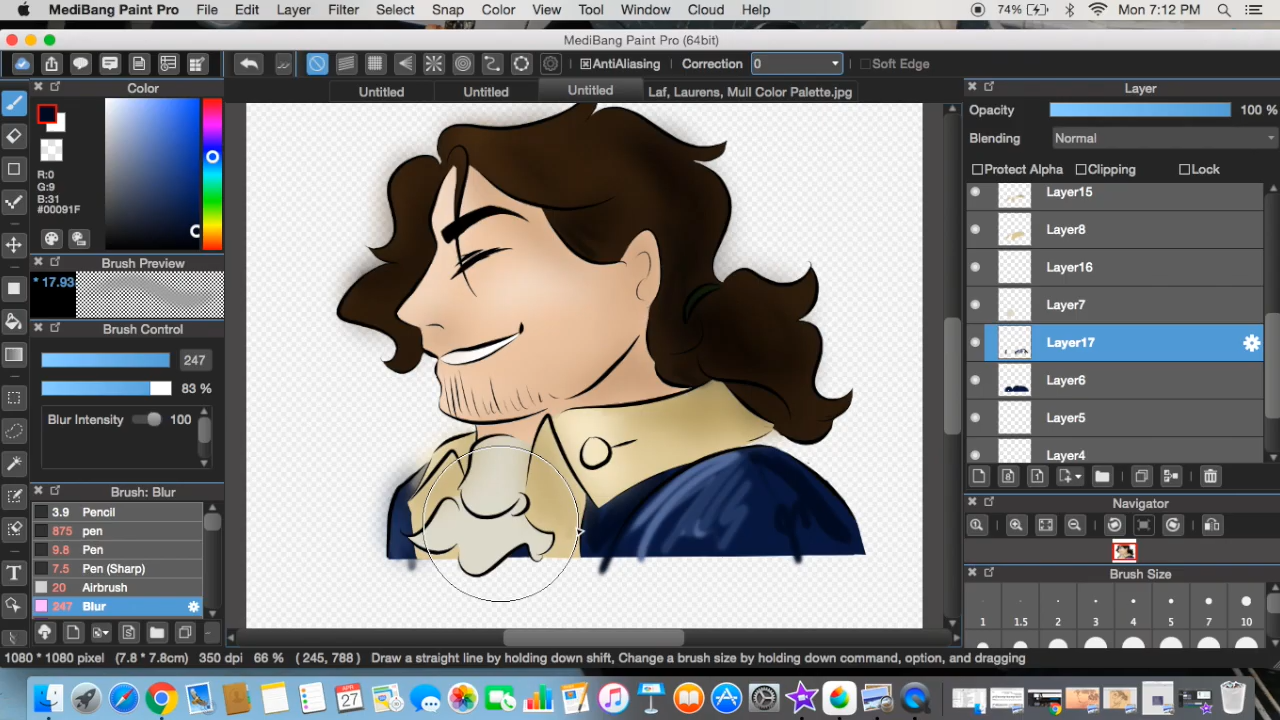 MediBang Paint Pro File Edit Layer Filter Select Snap Color View Tool Window Cloud Help 74% Mon 7:12 PM
MediBang Paint Pro (64bit)
AntiAliasing Correction 0 Soft Edge
Untitled Untitled Untitled Laf, Laurens, Mull Color Palette.jpg
Color
R:0
G:9
B:31
#00091F
Brush Preview
* 17.93
Brush Control
247
83 %
Blur Intensity 100
Brush: Blur
3.9 Pencil
875 pen
9.8 Pen
7.5 Pen (Sharp)
20 Airbrush
247 Blur
Layer
Opacity 100 %
Blending Normal
Protect Alpha Clipping Lock
Layer15
Layer8
Layer16
Layer7
Layer17
Layer6
Layer5
Layer4
Navigator
Brush Size
1 1.5 2 3 4 5 7 10
1080 * 1080 pixel (7.8 * 7.8cm) 350 dpi 66 % ( 245, 788 ) Draw a straight line by holding down shift, Change a brush size by holding down command, option, and dragging
APR
27